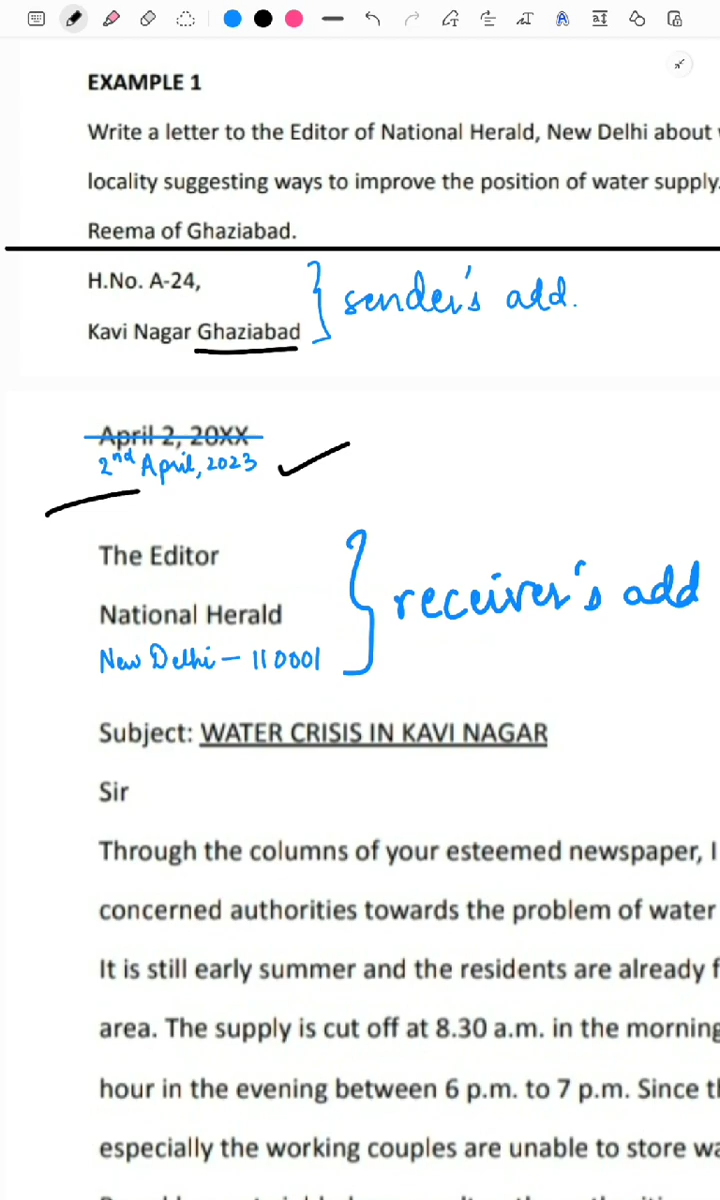 EXAMPLE 1
Write a letter to the Editor of National Herald, New Delhi about
locality suggesting ways to improve the position of water supply.
Reema of Ghaziabad.
H.No. A-24,
Kavi Nagar Ghaziabad
sender's add.
April 2, 20XX
2nd April, 2023
The Editor
National Herald
New Delhi - 110001
receiver's add
Subject: WATER CRISIS IN KAVI NAGAR
Sir
Through the columns of your esteemed newspaper, I
concerned authorities towards the problem of water
It is still early summer and the residents are already f
area. The supply is cut off at 8.30 a.m. in the morning
hour in the evening between 6 p.m. to 7 p.m. Since th
especially the working couples are unable to store wa